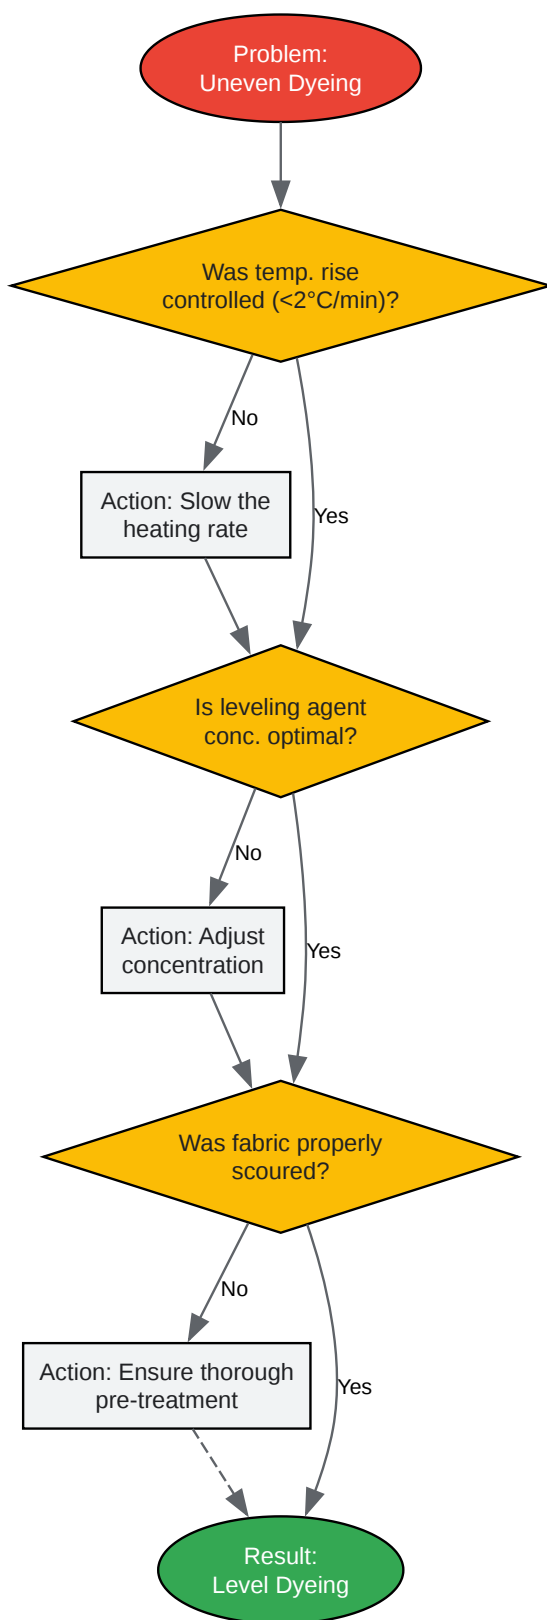 Problem:
Uneven Dyeing
Was temp. rise
controlled (<2°C/min)?
No
Action: Slow the
heating rate
Yes
Is leveling agent
conc. optimal?
No
Action: Adjust
concentration
Yes
Was fabric properly
scoured?
No
Action: Ensure thorough
pre-treatment
Yes
Result:
Level Dyeing